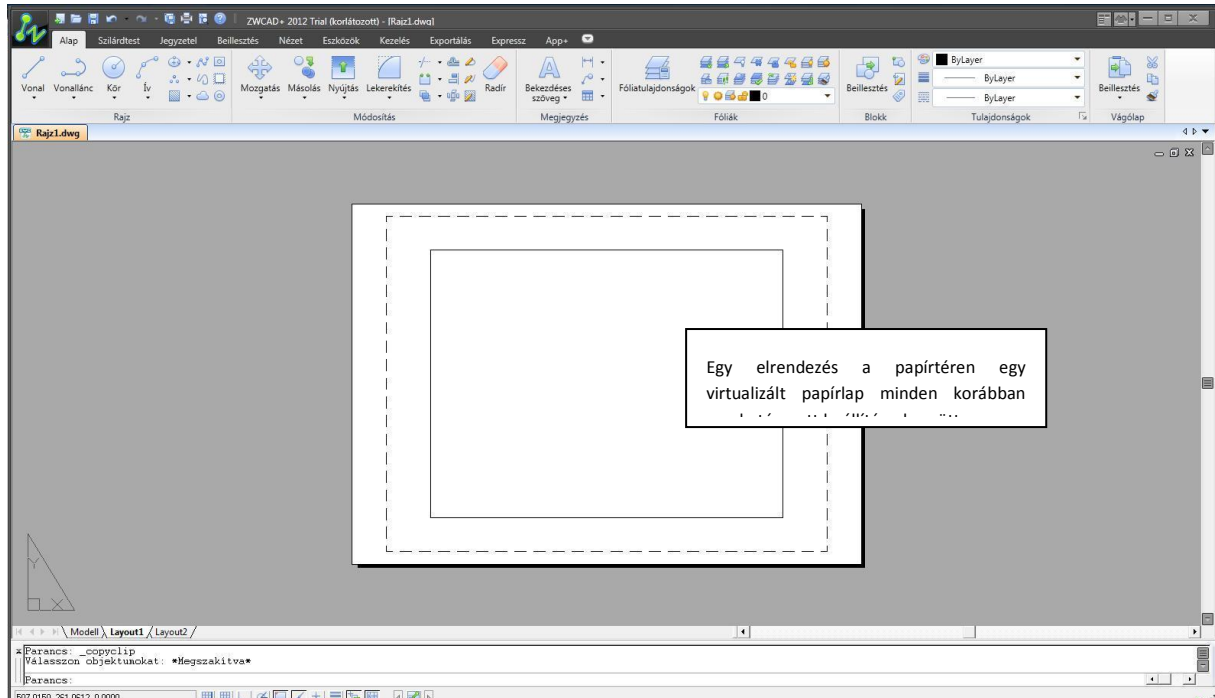 ZWCAD+ 2012 Trial (korlátozott) - [Rajz1.dwg]
Alap Szilárdtest Jegyzetel Beillesztés Nézet Eszközök Kezelés Exportálás Expressz App+
Vonal Vonallánc Kör Ív Mozgatás Másolás Nyújtás Lekerekítés Radír Bekezdéses szöveg Fóliatulajdonságok 0 Beillesztés ByLayer ByLayer ByLayer Beillesztés
Rajz Módosítás Megjegyzés Fóliák Blokk Tulajdonságok Vágólap
Rajz1.dwg
Egy elrendezés a papírtéren egy
virtualizált papírlap minden korábban
Y
X
Modell Layout1 Layout2
Parancs: _copyclip
Válasszon objektumokat: *Megszakítva*
Parancs: